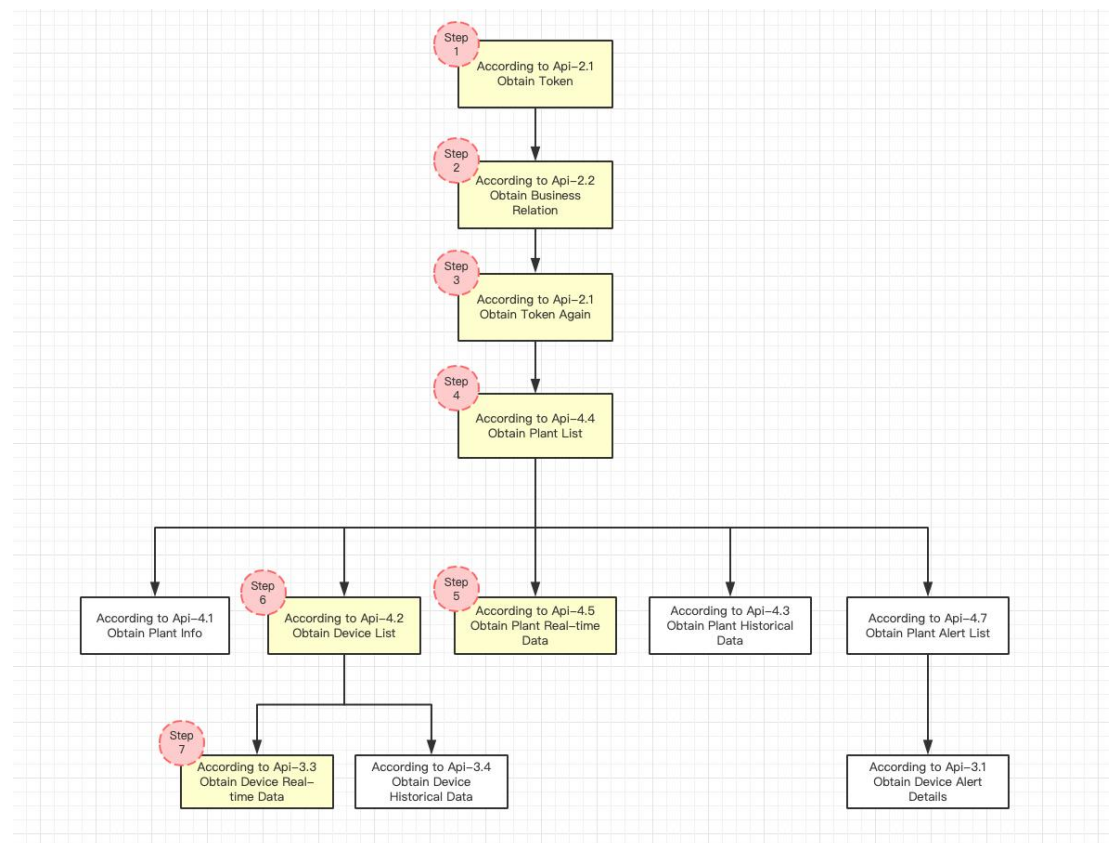 Step
1
According to Api-2.1
Obtain Token
Step
2
According to Api-2.2
Obtain Business
Relation
Step
3
According to Api-2.1
Obtain Token Again
Step
4
According to Api-4.4
Obtain Plant List
According to Api-4.1
Obtain Plant Info
Step
6
According to Api-4.2
Obtain Device List
Step
5
According to Api-4.5
Obtain Plant Real-time
Data
According to Api-4.3
Obtain Plant Historical
Data
According to Api-4.7
Obtain Plant Alert List
Step
7
According to Api-3.3
Obtain Device Real-
time Data
According to Api-3.4
Obtain Device
Historical Data
According to Api-3.1
Obtain Device Alert
Details